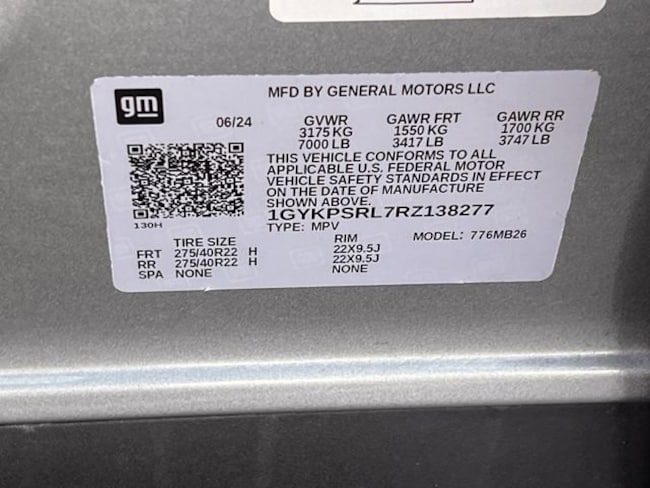 gm
MFD BY GENERAL MOTORS LLC
06/24
GVWR GAWR FRT GAWR RR
3175 KG 1550 KG 1700 KG
7000 LB 3417 LB 3747 LB
THIS VEHICLE CONFORMS TO ALL
APPLICABLE U.S. FEDERAL MOTOR
VEHICLE SAFETY STANDARDS IN EFFECT
ON THE DATE OF MANUFACTURE
SHOWN ABOVE.
1GYKPSRL7RZ138277
130H
TYPE: MPV MODEL: 776MB26
TIRE SIZE RIM
FRT 275/40R22 H 22X9.5J
RR 275/40R22 H 22X9.5J
SPA NONE NONE